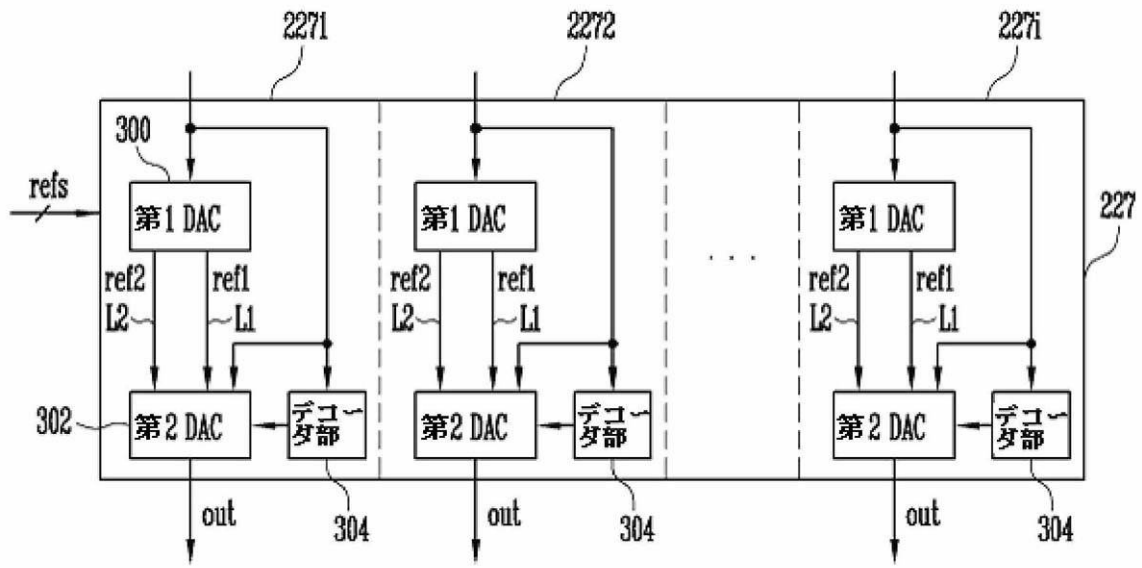 2271
2272
227i
300
refs
第1 DAC
第1 DAC
第1 DAC
227
. . .
ref2
ref1
ref2
ref1
ref2
ref1
L2
L1
L2
L1
L2
L1
302
第2 DAC
デコー
ダ部
第2 DAC
デコー
ダ部
第2 DAC
デコー
ダ部
out
304
out
304
out
304